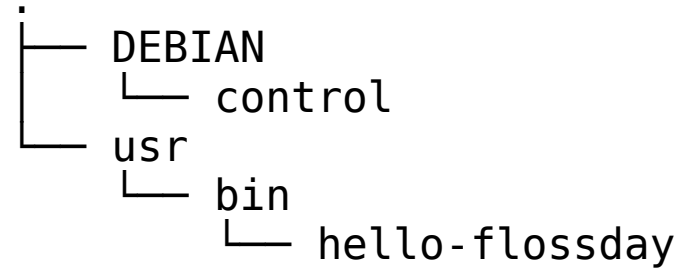 .
├── DEBIAN
│   └── control
└── usr
    └── bin
        └── hello-flossday